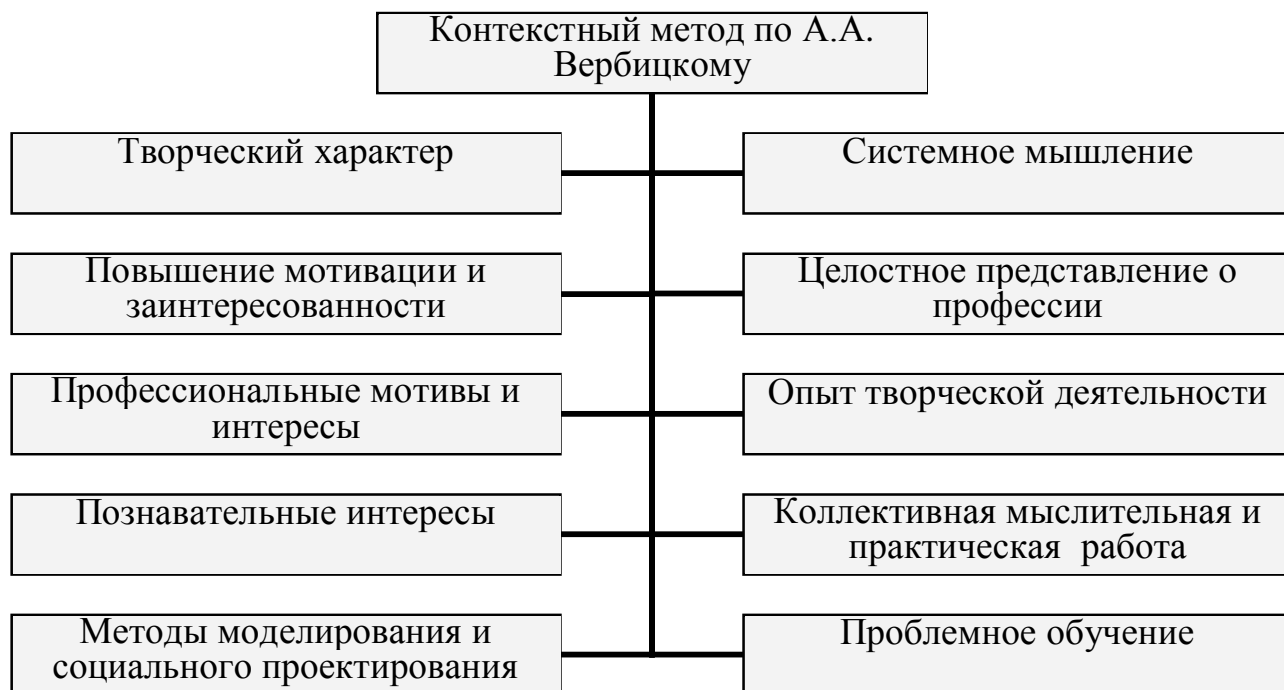 Контекстный метод по А.А.
Вербицкому
Творческий характер
Системное мышление
Повышение мотивации и
заинтересованности
Целостное представление о
профессии
Профессиональные мотивы и
интересы
Опыт творческой деятельности
Познавательные интересы
Коллективная мыслительная и
практическая работа
Методы моделирования и
социального проектирования
Проблемное обучение